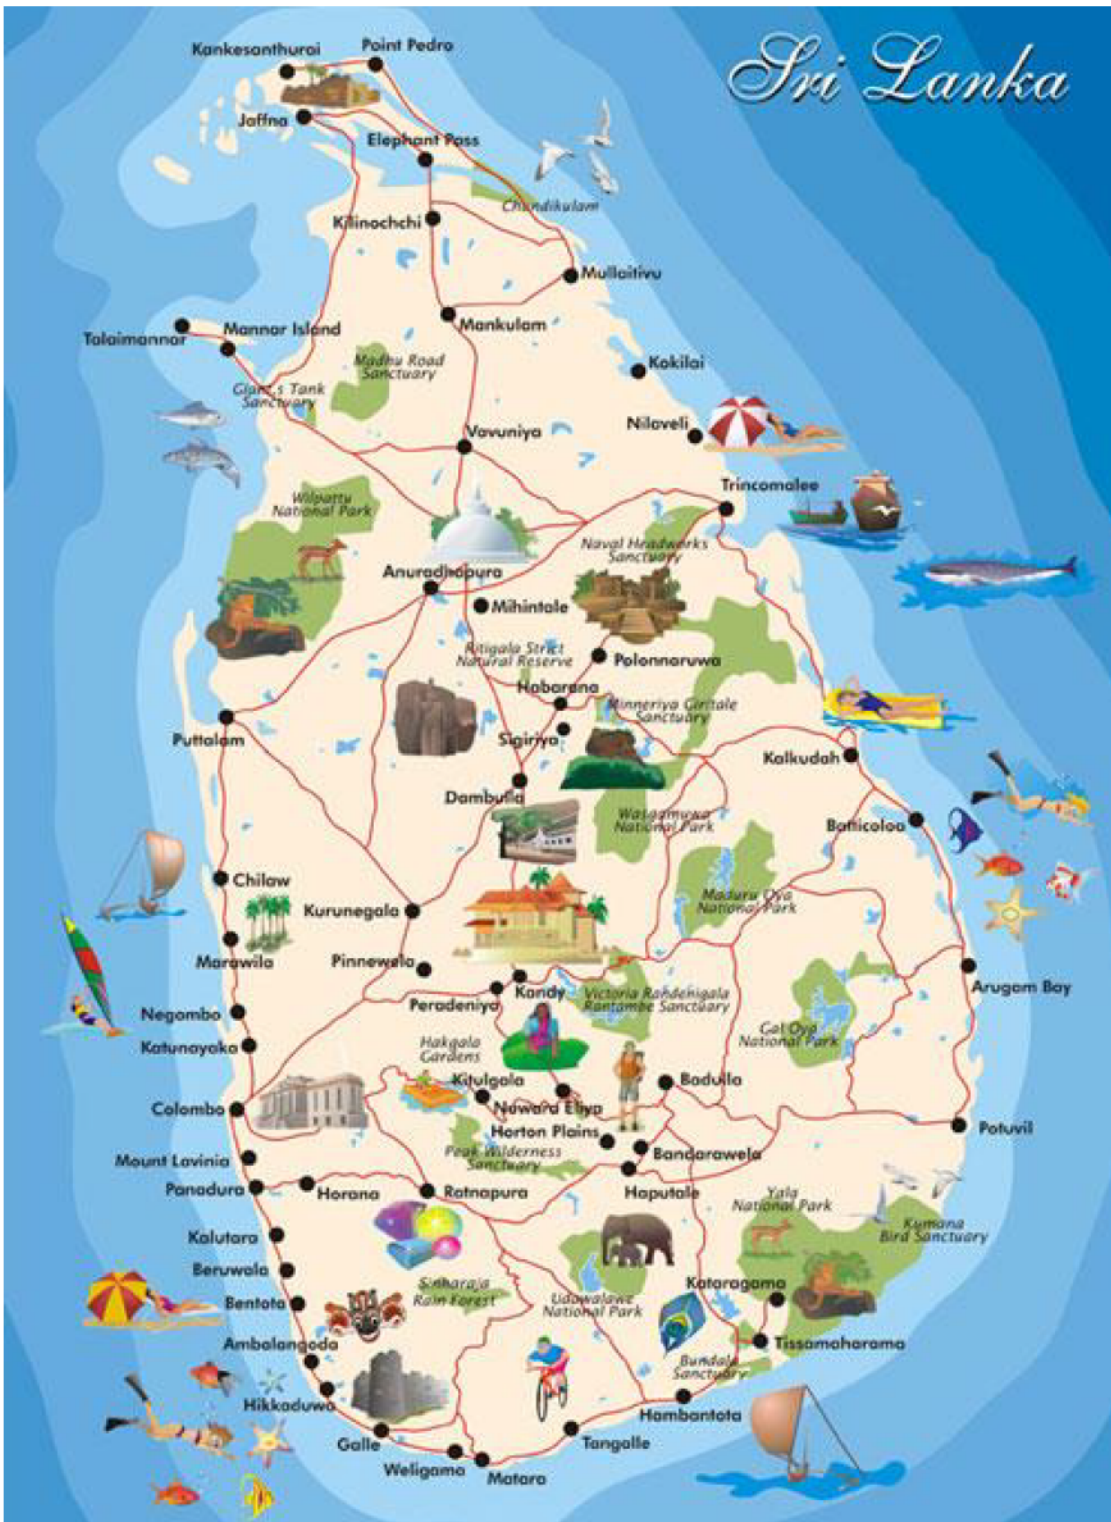 Sri Lanka
Kankesanthurai
Point Pedro
Jaffna
Elephant Pass
Chundikulam
Kilinochchi
Mullaitivu
Mankulam
Talaimannar
Mannar Island
Madhu Road
Sanctuary
Kokilai
Giant,s Tank
Sanctuary
Nilaveli
Vavuniya
Trincomalee
Wilpattu
National Park
Naval Headworks
Sanctuary
Anuradhapura
Mihintale
Ritigala Strict
Natural Reserve
Polonnaruwa
Habarana
Minneriya Giritale
Sanctuary
Puttalam
Sigiriya
Kalkudah
Dambulla
Wasgamuwa
National Park
Batticoloa
Chilaw
Maduru Oya
National Park
Kurunegala
Marawila
Pinnewela
Arugam Bay
Kandy
Peradeniya
Victoria Randenigala
Rantambe Sanctuary
Negombo
Gal Oya
National Park
Katunayaka
Hakgala
Gardens
Kitulgala
Badulla
Colombo
Nuwara Eliya
Horton Plains
Potuvil
Mount Lavinia
Peak Wilderness
Sanctuary
Bandarawela
Panadura
Horana
Ratnapura
Haputale
Yala
National Park
Kumana
Bird Sanctuary
Kalutara
Beruwala
Sinharaja
Rain Forest
Udawalawe
National Park
Kataragama
Bentota
Ambalangoda
Tissamaharama
Bundala
Sanctuary
Hikkaduwa
Hambantota
Galle
Tangalle
Weligama
Matara